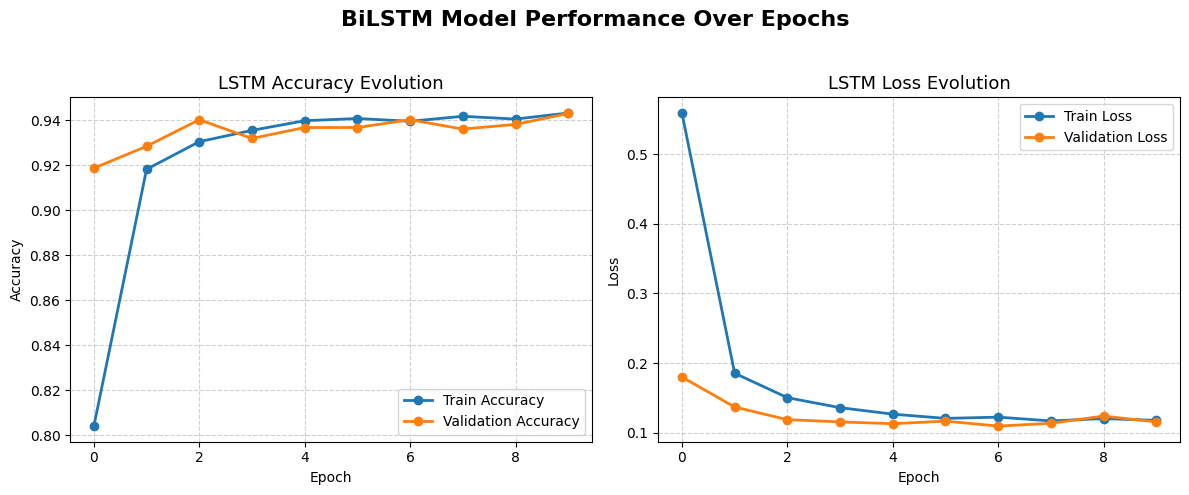 BiLSTM Model Performance Over Epochs
LSTM Accuracy Evolution
0.94
0.92
0.90
0.88
0.86
0.84
0.82
0.80
Accuracy
0 2 4 6 8
Epoch
Train Accuracy
Validation Accuracy
LSTM Loss Evolution
0.5
0.4
0.3
0.2
0.1
Loss
0 2 4 6 8
Epoch
Train Loss
Validation Loss